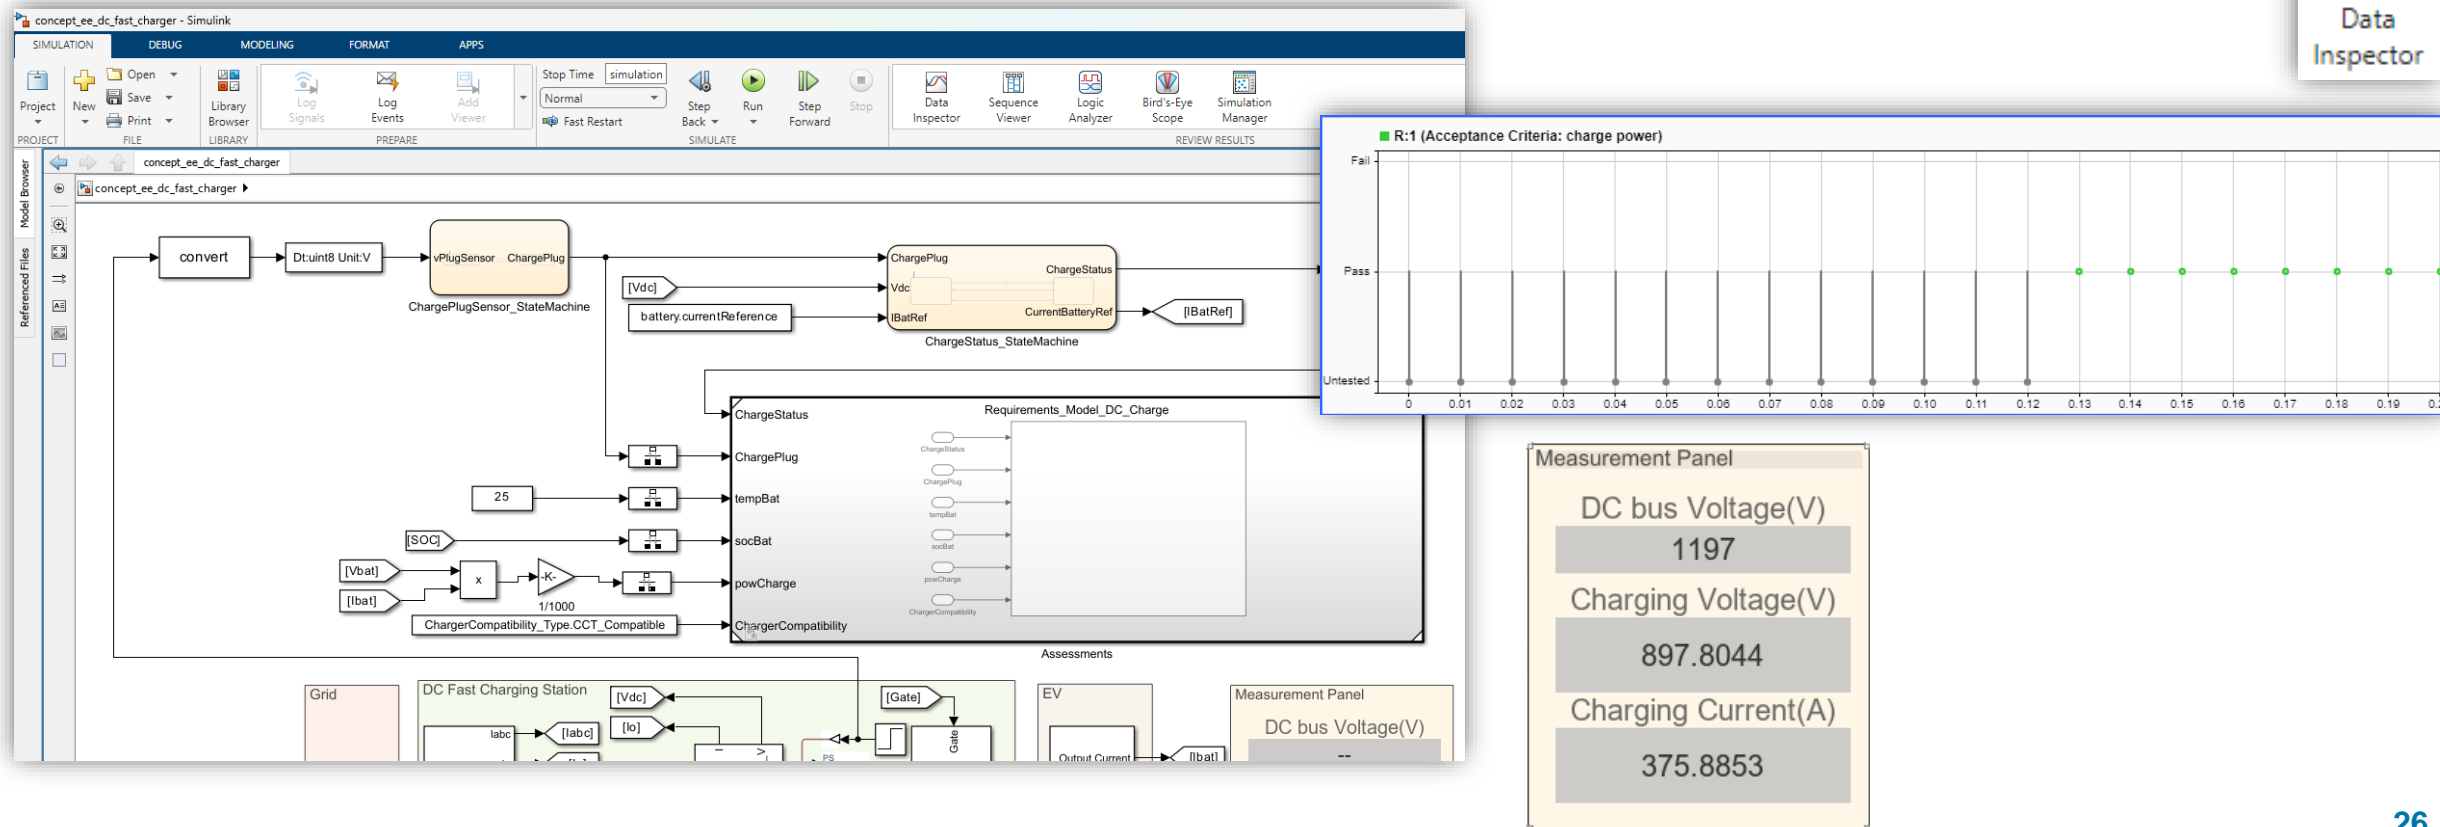 concept_ee_dc_fast_charger - Simulink
SIMULATION DEBUG MODELING FORMAT APPS
Project New Open Save Print Library Browser Log Signals Log Events Add Viewer
Stop Time simulation
Normal
Fast Restart
Step Back Run Step Forward Stop
Data Inspector Sequence Viewer Logic Analyzer Bird's-Eye Scope Simulation Manager
PROJECT FILE LIBRARY PREPARE SIMULATE REVIEW RESULTS
Model Browser
Referenced Files
concept_ee_dc_fast_charger
concept_ee_dc_fast_charger
convert
Dt:uint8 Unit:V
vPlugSensor ChargePlug
ChargePlugSensor_StateMachine
[Vdc]
battery.currentReference
ChargePlug
Vdc
IBatRef
ChargeStatus
CurrentBatteryRef
ChargeStatus_StateMachine
[IBatRef]
Requirements_Model_DC_Charge
ChargeStatus
ChargePlug
25
tempBat
[SOC]
socBat
[Vbat]
[Ibat]
x
-K-
1/1000
powCharge
ChargerCompatibility_Type.CCT_Compatible
ChargerCompatibility
ChargeStatus
ChargePlug
tempBat
socBat
powCharge
ChargerCompatibility
Assessments
Grid
DC Fast Charging Station
[Vdc]
[Io]
Iabc
[Iabc]
PS
[Gate]
Gate
EV
Output Current
[Ibat]
Measurement Panel
DC bus Voltage(V)
--
Data
Inspector
R:1 (Acceptance Criteria: charge power)
Fail
Pass
Untested
0 0.01 0.02 0.03 0.04 0.05 0.06 0.07 0.08 0.09 0.10 0.11 0.12 0.13 0.14 0.15 0.16 0.17 0.18 0.19
Measurement Panel
DC bus Voltage(V)
1197
Charging Voltage(V)
897.8044
Charging Current(A)
375.8853
26